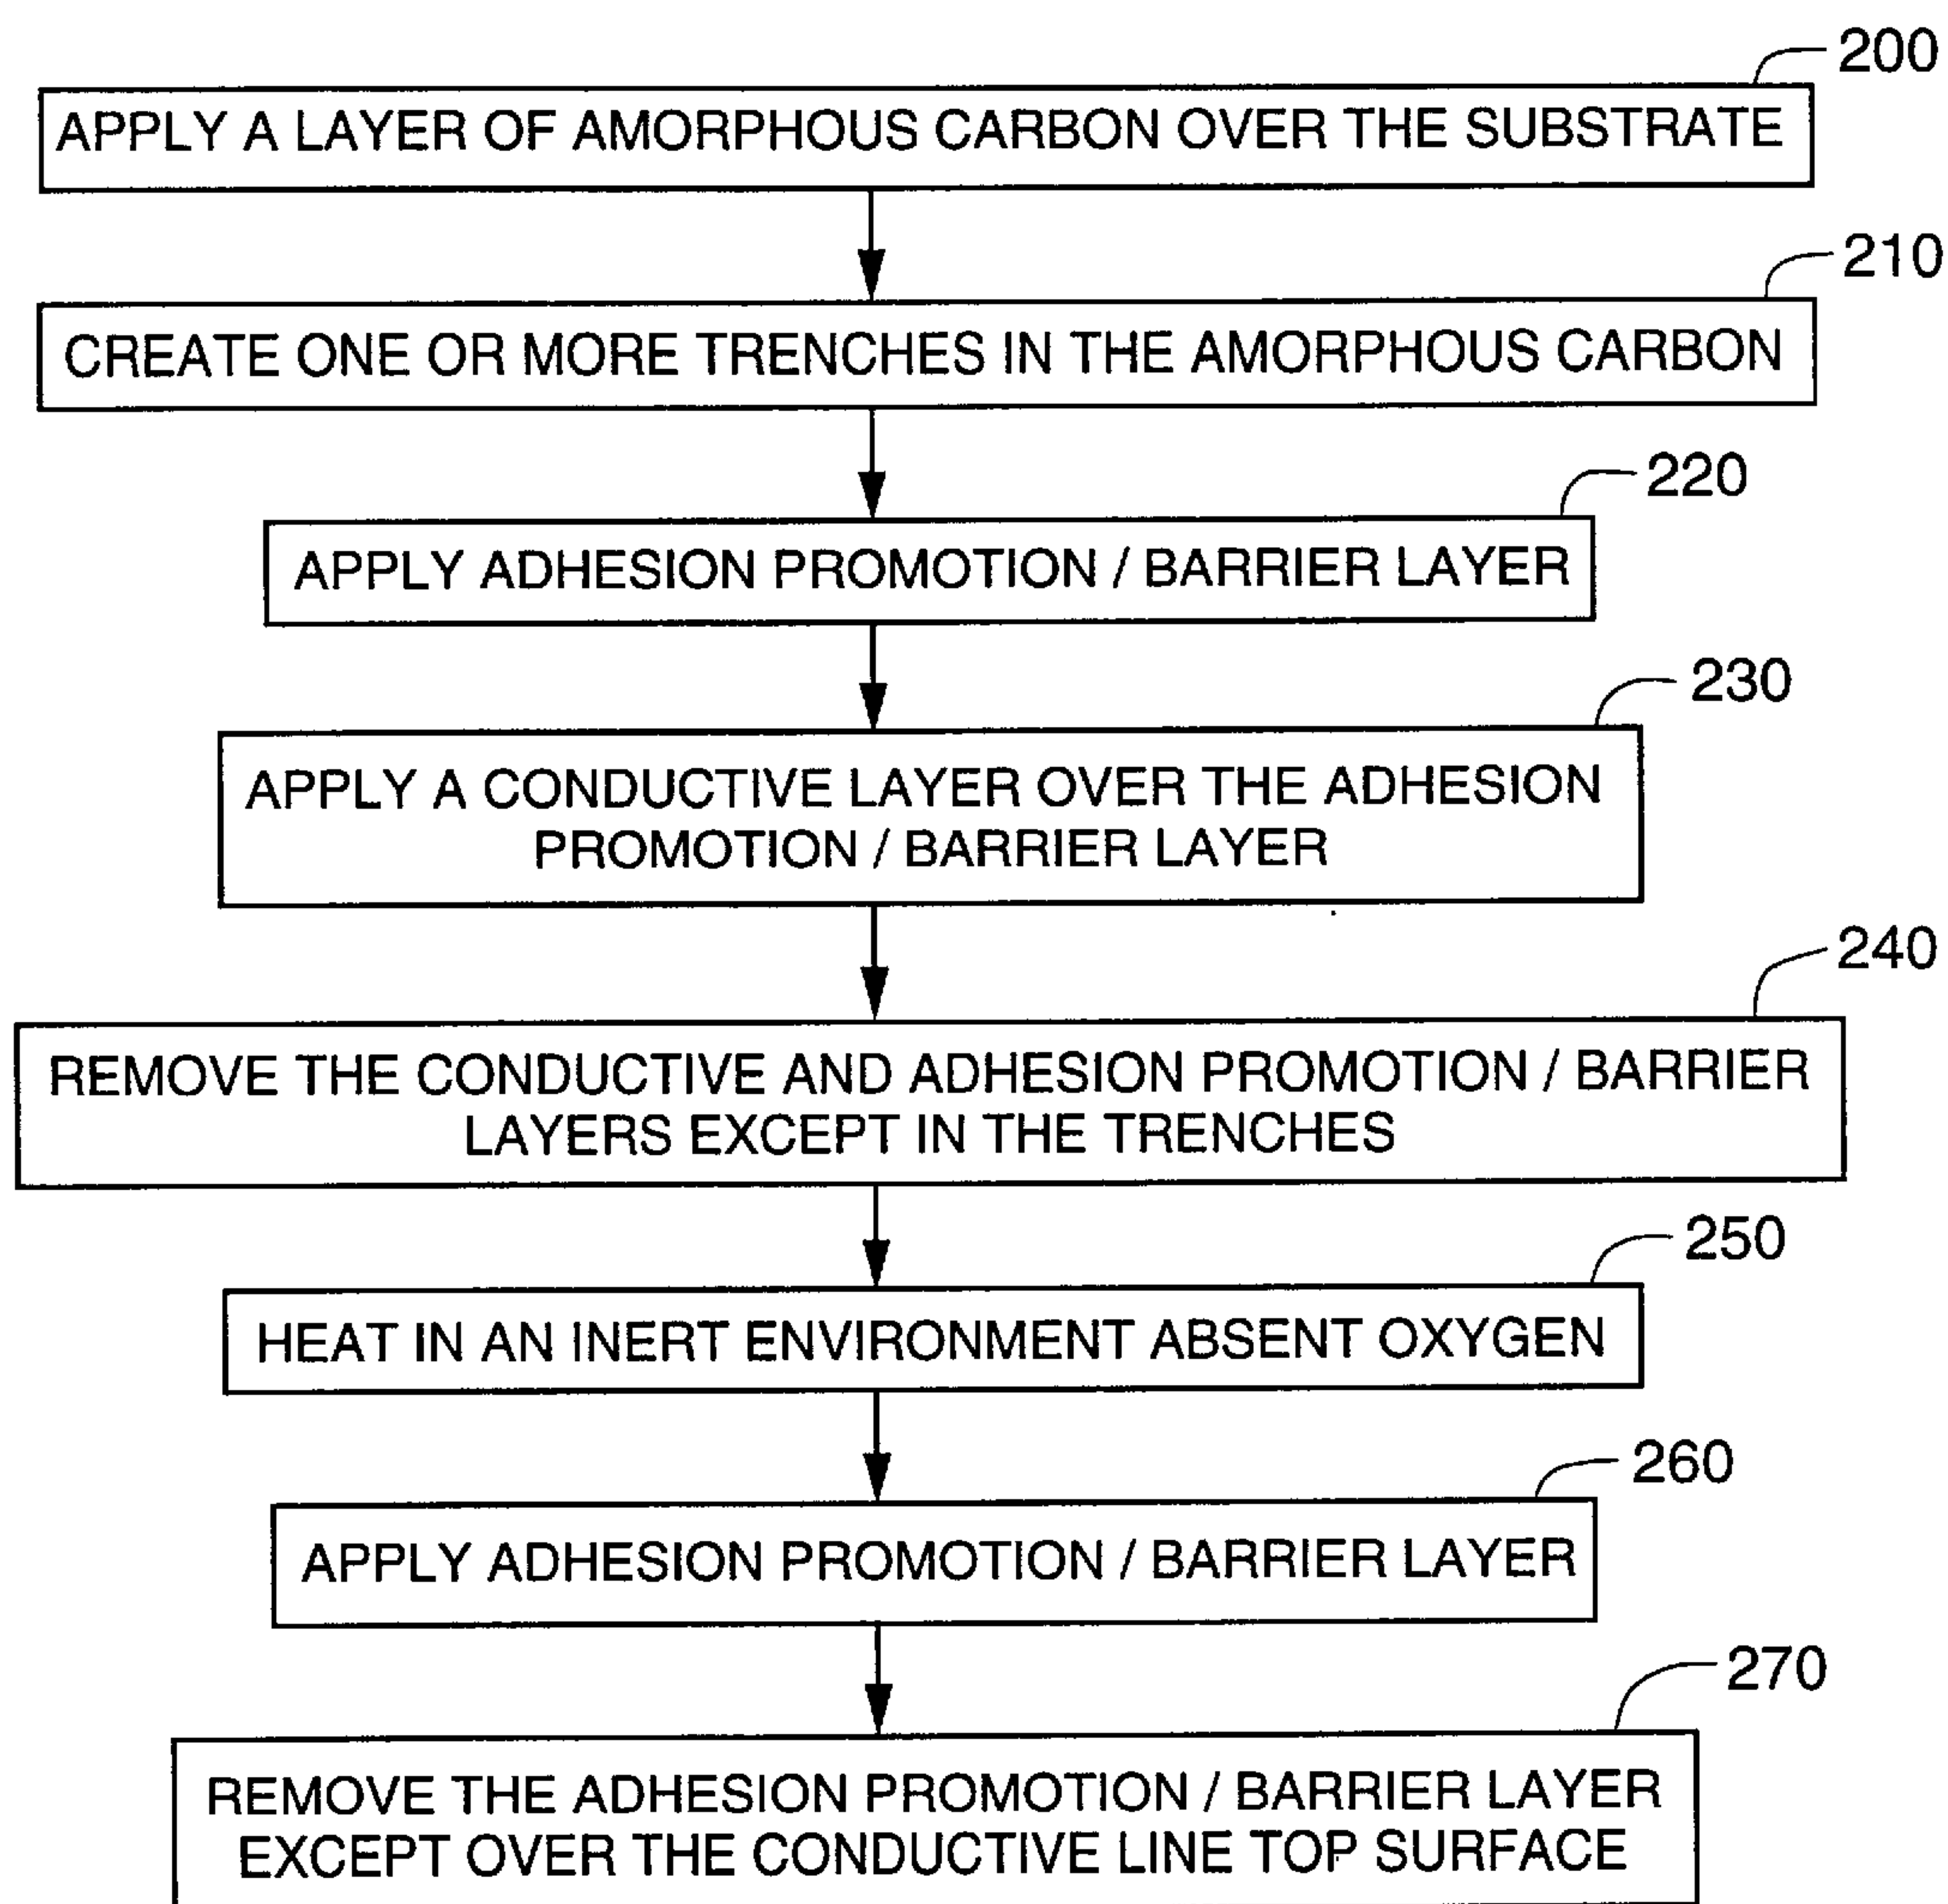 200
APPLY A LAYER OF AMORPHOUS CARBON OVER THE SUBSTRATE
210
CREATE ONE OR MORE TRENCHES IN THE AMORPHOUS CARBON
220
APPLY ADHESION PROMOTION / BARRIER LAYER
230
APPLY A CONDUCTIVE LAYER OVER THE ADHESION
PROMOTION / BARRIER LAYER
240
REMOVE THE CONDUCTIVE AND ADHESION PROMOTION / BARRIER
LAYERS EXCEPT IN THE TRENCHES
250
HEAT IN AN INERT ENVIRONMENT ABSENT OXYGEN
260
APPLY ADHESION PROMOTION / BARRIER LAYER
270
REMOVE THE ADHESION PROMOTION / BARRIER LAYER
EXCEPT OVER THE CONDUCTIVE LINE TOP SURFACE